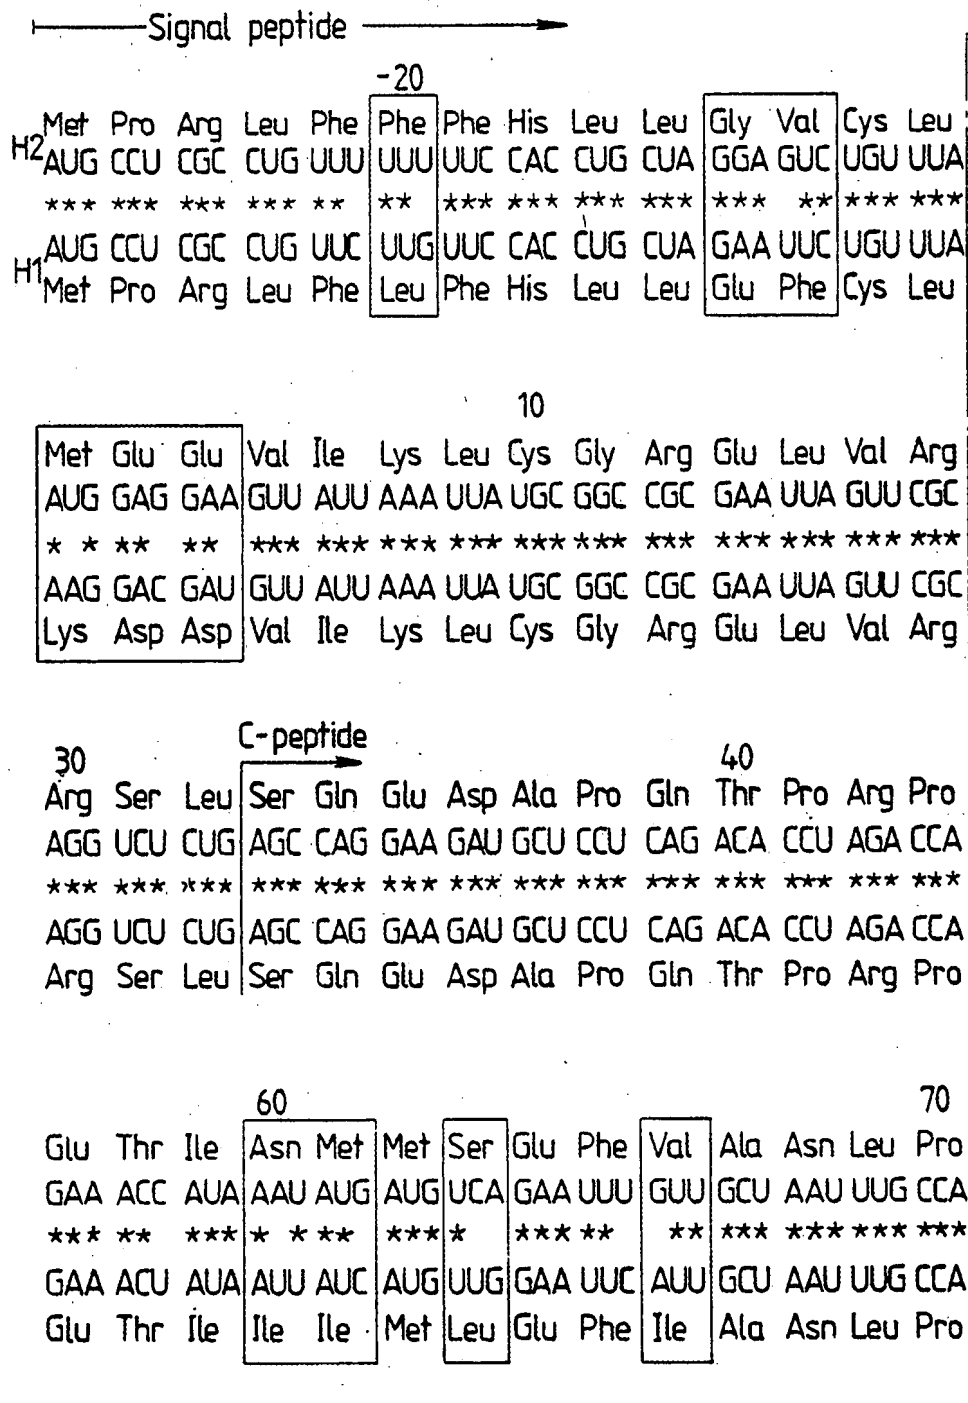 Signal peptide
-20
Met Pro Arg Leu Phe Phe Phe His Leu Leu Gly Val Cys Leu
H2 AUG CCU CGC CUG UUU UUU UUC CAC CUG CUA GGA GUC UGU UUA
*** *** *** *** ** ** *** *** *** *** *** ** *** ***
H1 AUG CCU CGC CUG UUC UUG UUC CAC CUG CUA GAA UUC UGU UUA
Met Pro Arg Leu Phe Leu Phe His Leu Leu Glu Phe Cys Leu
10
Met Glu Glu Val Ile Lys Leu Cys Gly Arg Glu Leu Val Arg
AUG GAG GAA GUU AUU AAA UUA UGC GGC CGC GAA UUA GUU CGC
* * ** ** *** *** *** *** *** *** *** *** *** *** ***
AAG GAC GAU GUU AUU AAA UUA UGC GGC CGC GAA UUA GUU CGC
Lys Asp Asp Val Ile Lys Leu Cys Gly Arg Glu Leu Val Arg
C-peptide
30 40
Arg Ser Leu Ser Gln Glu Asp Ala Pro Gln Thr Pro Arg Pro
AGG UCU CUG AGC CAG GAA GAU GCU CCU CAG ACA CCU AGA CCA
*** *** *** *** *** *** *** *** *** *** *** *** *** ***
AGG UCU CUG AGC CAG GAA GAU GCU CCU CAG ACA CCU AGA CCA
Arg Ser Leu Ser Gln Glu Asp Ala Pro Gln Thr Pro Arg Pro
60 70
Glu Thr Ile Asn Met Met Ser Glu Phe Val Ala Asn Leu Pro
GAA ACC AUA AAU AUG AUG UCA GAA UUU GUU GCU AAU UUG CCA
*** ** *** * * ** *** * *** ** ** *** *** *** ***
GAA ACU AUA AUU AUC AUG UUG GAA UUC AUU GCU AAU UUG CCA
Glu Thr Ile Ile Ile Met Leu Glu Phe Ile Ala Asn Leu Pro